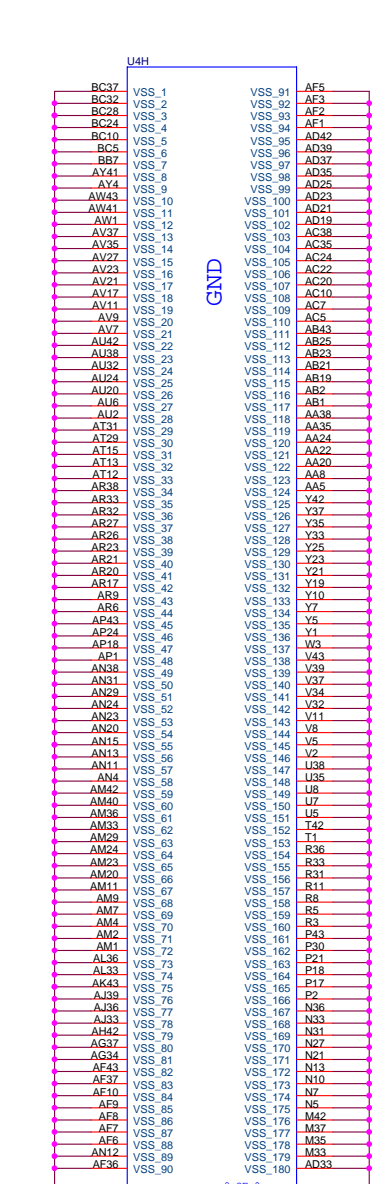 U4H
BC37 VSS_1 VSS_91 AF5
BC32 VSS_2 VSS_92 AF3
BC28 VSS_3 VSS_93 AF2
BC24 VSS_4 VSS_94 AF1
BC10 VSS_5 VSS_95 AD42
BC5 VSS_6 VSS_96 AD39
BB7 VSS_7 VSS_97 AD37
AY41 VSS_8 VSS_98 AD35
AY4 VSS_9 VSS_99 AD25
AW43 VSS_10 VSS_100 AD23
AW41 VSS_11 VSS_101 AD21
AW1 VSS_12 VSS_102 AD19
AV37 VSS_13 VSS_103 AC38
AV35 VSS_14 VSS_104 AC35
AV27 VSS_15 VSS_105 AC24
AV23 VSS_16 VSS_106 AC22
AV21 VSS_17 VSS_107 AC20
AV17 VSS_18 VSS_108 AC10
GND
AV11 VSS_19 VSS_109 AC7
AV9 VSS_20 VSS_110 AC5
AV7 VSS_21 VSS_111 AB43
AU42 VSS_22 VSS_112 AB25
AU38 VSS_23 VSS_113 AB23
AU32 VSS_24 VSS_114 AB21
AU24 VSS_25 VSS_115 AB19
AU20 VSS_26 VSS_116 AB2
AU6 VSS_27 VSS_117 AB1
AU2 VSS_28 VSS_118 AA38
AT31 VSS_29 VSS_119 AA35
AT29 VSS_30 VSS_120 AA24
AT15 VSS_31 VSS_121 AA22
AT13 VSS_32 VSS_122 AA20
AT12 VSS_33 VSS_123 AA8
AR38 VSS_34 VSS_124 AA5
AR33 VSS_35 VSS_125 Y42
AR32 VSS_36 VSS_126 Y37
AR27 VSS_37 VSS_127 Y35
AR26 VSS_38 VSS_128 Y33
AR23 VSS_39 VSS_129 Y25
AR21 VSS_40 VSS_130 Y23
AR20 VSS_41 VSS_131 Y21
AR17 VSS_42 VSS_132 Y19
AR9 VSS_43 VSS_133 Y10
AR6 VSS_44 VSS_134 Y7
AP43 VSS_45 VSS_135 Y5
AP24 VSS_46 VSS_136 Y1
AP18 VSS_47 VSS_137 W3
AP1 VSS_48 VSS_138 V43
AN38 VSS_49 VSS_139 V39
AN31 VSS_50 VSS_140 V37
AN29 VSS_51 VSS_141 V34
AN24 VSS_52 VSS_142 V32
AN23 VSS_53 VSS_143 V11
AN20 VSS_54 VSS_144 V8
AN15 VSS_55 VSS_145 V5
AN13 VSS_56 VSS_146 V2
AN11 VSS_57 VSS_147 U38
AN4 VSS_58 VSS_148 U35
AM42 VSS_59 VSS_149 U8
AM40 VSS_60 VSS_150 U7
AM36 VSS_61 VSS_151 U5
AM33 VSS_62 VSS_152 T42
AM29 VSS_63 VSS_153 T1
AM24 VSS_64 VSS_154 R36
AM23 VSS_65 VSS_155 R33
AM20 VSS_66 VSS_156 R31
AM11 VSS_67 VSS_157 R11
AM9 VSS_68 VSS_158 R8
AM7 VSS_69 VSS_159 R5
AM4 VSS_70 VSS_160 R3
AM2 VSS_71 VSS_161 P43
AM1 VSS_72 VSS_162 P30
AL36 VSS_73 VSS_163 P21
AL33 VSS_74 VSS_164 P18
AK43 VSS_75 VSS_165 P17
AJ39 VSS_76 VSS_166 P2
AJ36 VSS_77 VSS_167 N36
AJ33 VSS_78 VSS_168 N33
AH42 VSS_79 VSS_169 N31
AG37 VSS_80 VSS_170 N27
AG34 VSS_81 VSS_171 N21
AF43 VSS_82 VSS_172 N13
AF37 VSS_83 VSS_173 N10
AF10 VSS_84 VSS_174 N7
AF9 VSS_85 VSS_175 N5
AF8 VSS_86 VSS_176 M42
AF7 VSS_87 VSS_177 M37
AF6 VSS_88 VSS_178 M35
AN12 VSS_89 VSS_179 M33
AF36 VSS_90 VSS_180 AD33